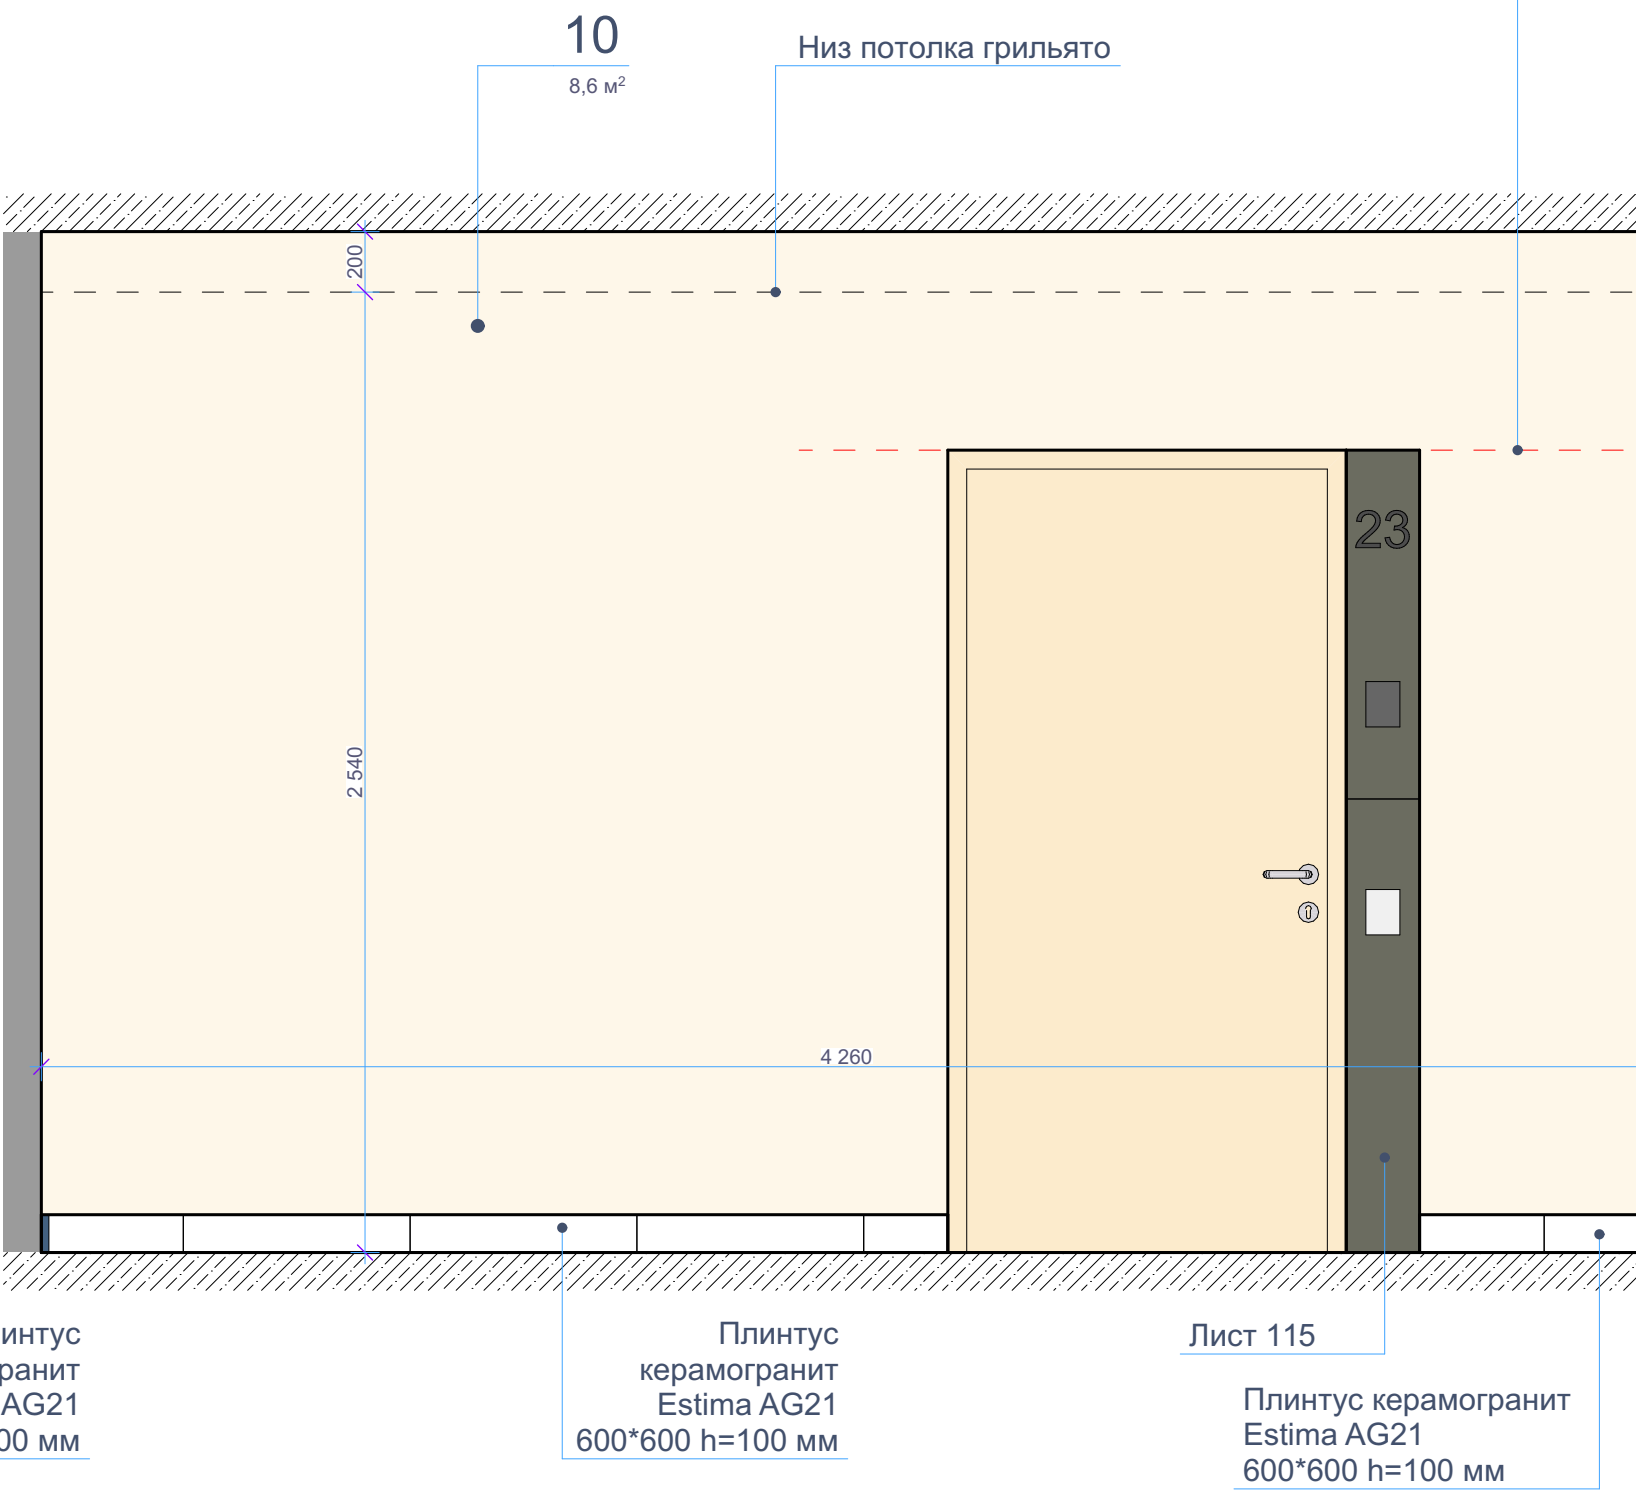 10
8,6 м²
Низ потолка грильято
200
23
2 540
4 260
интус
ранит
AG21
00 мм
Плинтус
керамогранит
Estima AG21
600*600 h=100 мм
Лист 115
Плинтус керамогранит
Estima AG21
600*600 h=100 мм